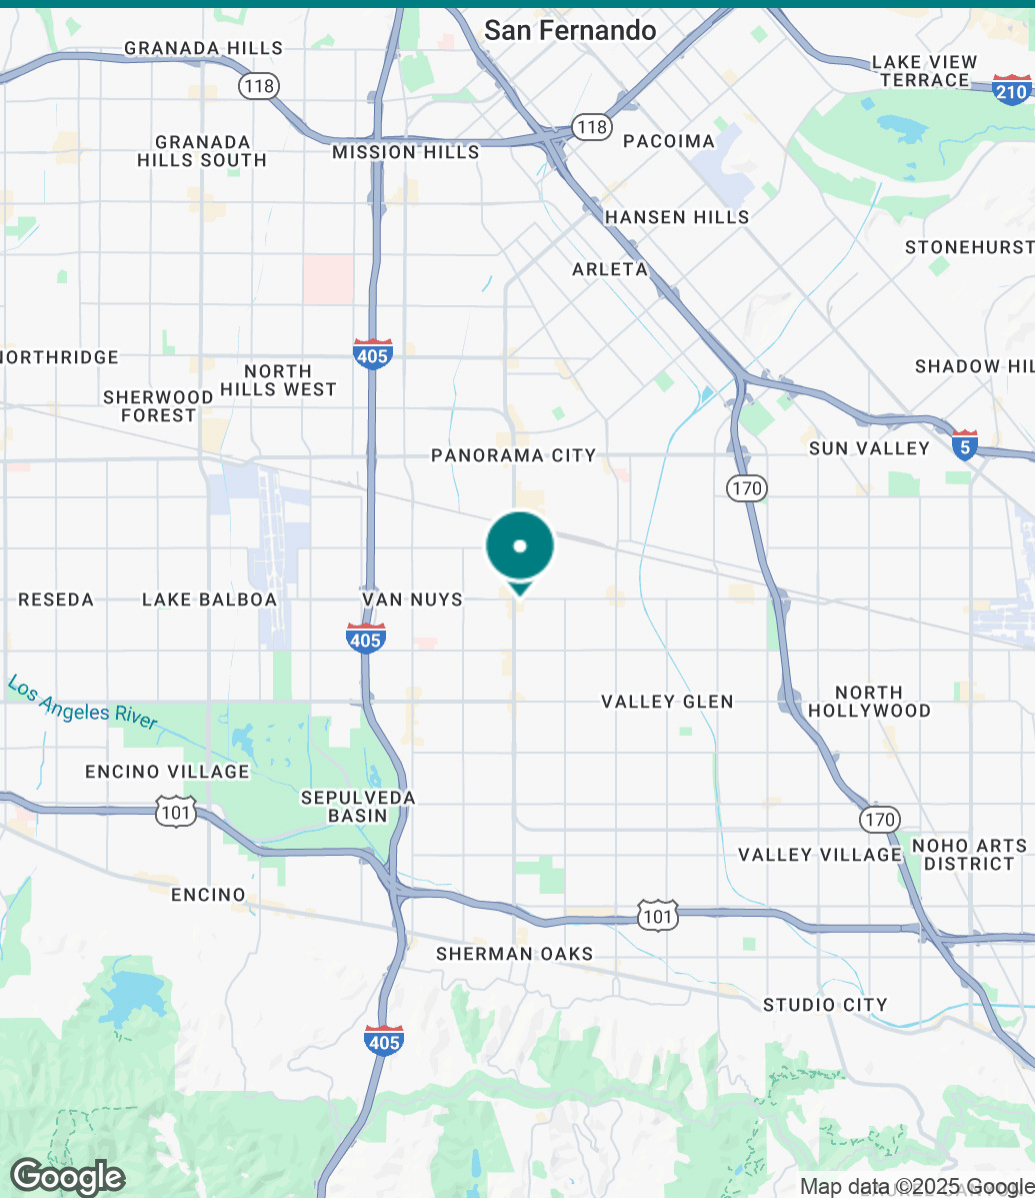 San Fernando
GRANADA HILLS
LAKE VIEW
TERRACE
118
210
118
GRANADA
HILLS SOUTH
MISSION HILLS
PACOIMA
HANSEN HILLS
STONEHURST
ARLETA
405
NORTHRIDGE
NORTH
HILLS WEST
SHADOW HIL
SHERWOOD
FOREST
PANORAMA CITY
SUN VALLEY
5
170
RESEDA
LAKE BALBOA
VAN NUYS
405
Los Angeles River
VALLEY GLEN
NORTH
HOLLYWOOD
ENCINO VILLAGE
SEPULVEDA
BASIN
101
170
VALLEY VILLAGE
NOHO ARTS
DISTRICT
ENCINO
101
SHERMAN OAKS
STUDIO CITY
405
Google
Map data ©2025 Google